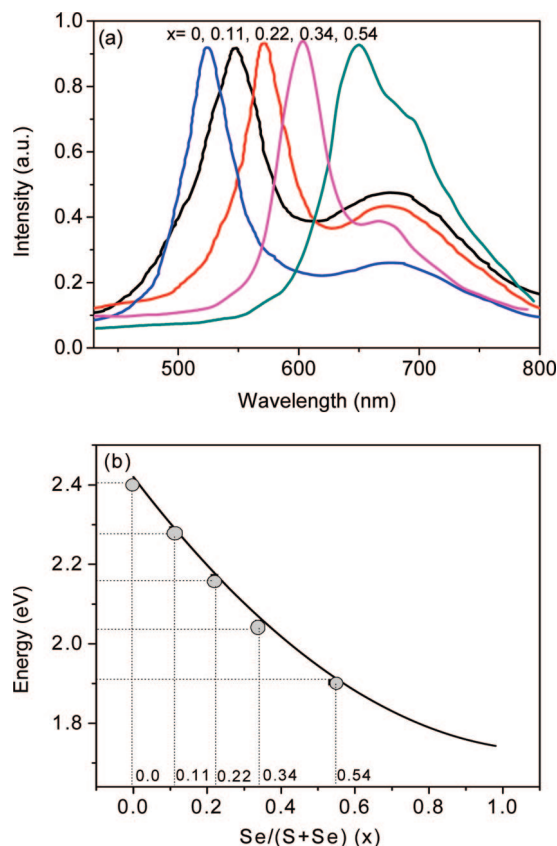 (a)
x= 0, 0.11, 0.22, 0.34, 0.54
1.0
0.8
0.6
0.4
0.2
0.0
Intensity (a.u.)
500 600 700 800
Wavelength (nm)
(b)
2.4
2.2
2.0
1.8
Energy (eV)
0.0 0.11 0.22 0.34 0.54
0.0 0.2 0.4 0.6 0.8 1.0
Se/(S+Se) (x)